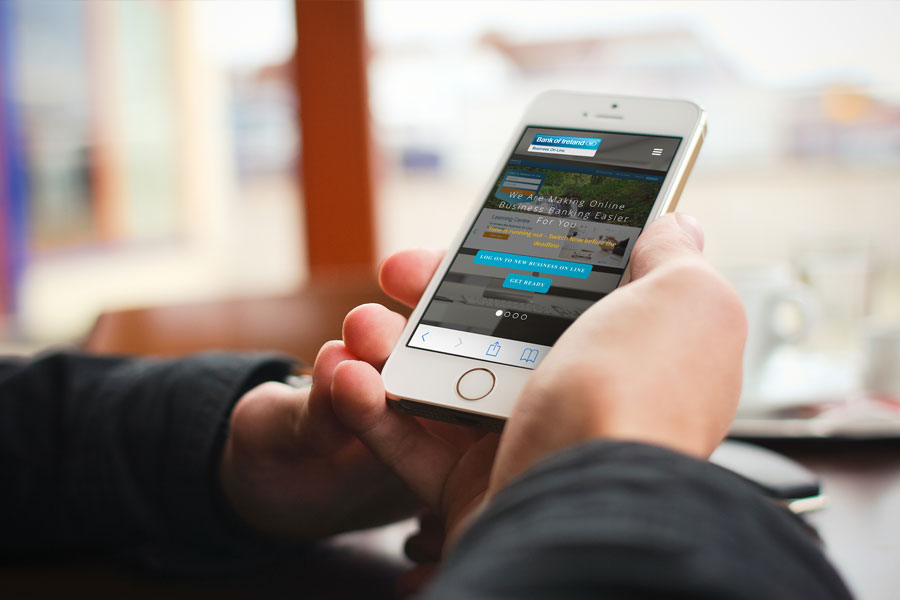 Bank of Ireland
Business On Line
We Are Making Online
Business Banking Easier
For You
Learning Centre
Time is running out - Switch Now before the
deadline
LOG ON TO NEW BUSINESS ON LINE
GET READY